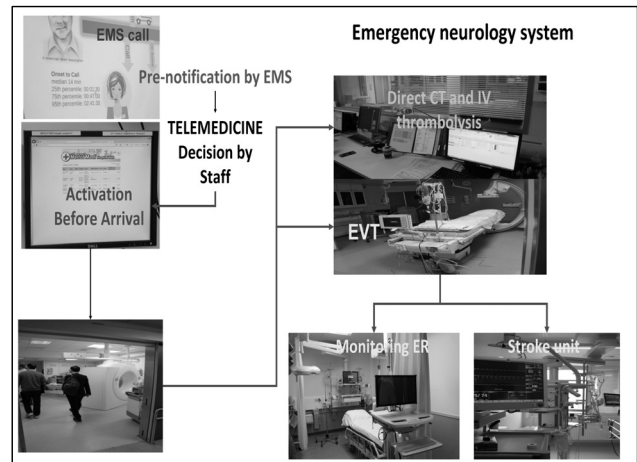 Emergency neurology system
EMS call
Onset to Call
median 14 min
25th percentile
75th percentile
95th percentile
Pre-notification by EMS
TELEMEDICINE
Decision by
Staff
Activation
Before Arrival
Direct CT and IV
thrombolysis
EVT
Monitoring ER
Stroke unit